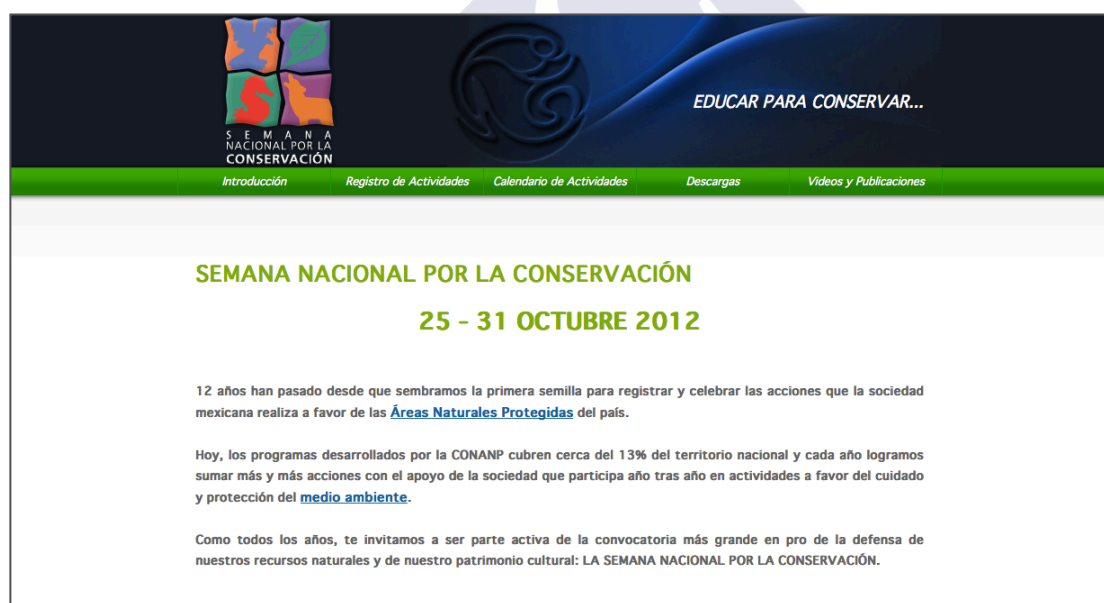 SEMANA
NACIONAL POR LA
CONSERVACIÓN
EDUCAR PARA CONSERVAR...
Introducción Registro de Actividades Calendario de Actividades Descargas Videos y Publicaciones
SEMANA NACIONAL POR LA CONSERVACIÓN
25 - 31 OCTUBRE 2012
12 años han pasado desde que sembramos la primera semilla para registrar y celebrar las acciones que la sociedad
mexicana realiza a favor de las Áreas Naturales Protegidas del país.
Hoy, los programas desarrollados por la CONANP cubren cerca del 13% del territorio nacional y cada año logramos
sumar más y más acciones con el apoyo de la sociedad que participa año tras año en actividades a favor del cuidado
y protección del medio ambiente.
Como todos los años, te invitamos a ser parte activa de la convocatoria más grande en pro de la defensa de
nuestros recursos naturales y de nuestro patrimonio cultural: LA SEMANA NACIONAL POR LA CONSERVACIÓN.